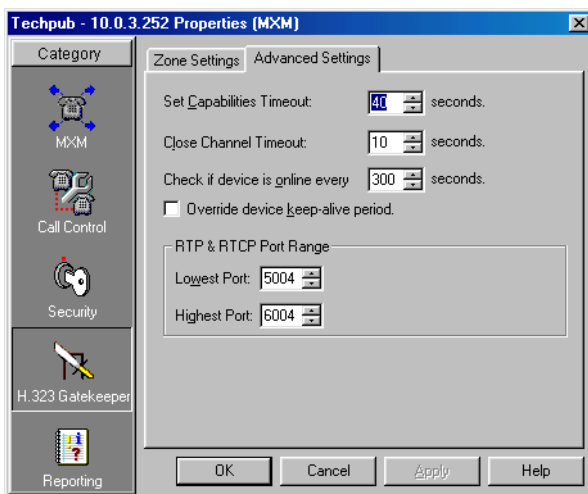 Techpub - 10.0.3.252 Properties (MXM)
Category
MXM
Call Control
Security
H.323 Gatekeeper
Reporting
Zone Settings
Advanced Settings
Set Capabilities Timeout: 40 seconds.
Close Channel Timeout: 10 seconds.
Check if device is online every 300 seconds.
Override device keep-alive period.
RTP & RTCP Port Range
Lowest Port: 5004
Highest Port: 6004
OK Cancel Apply Help